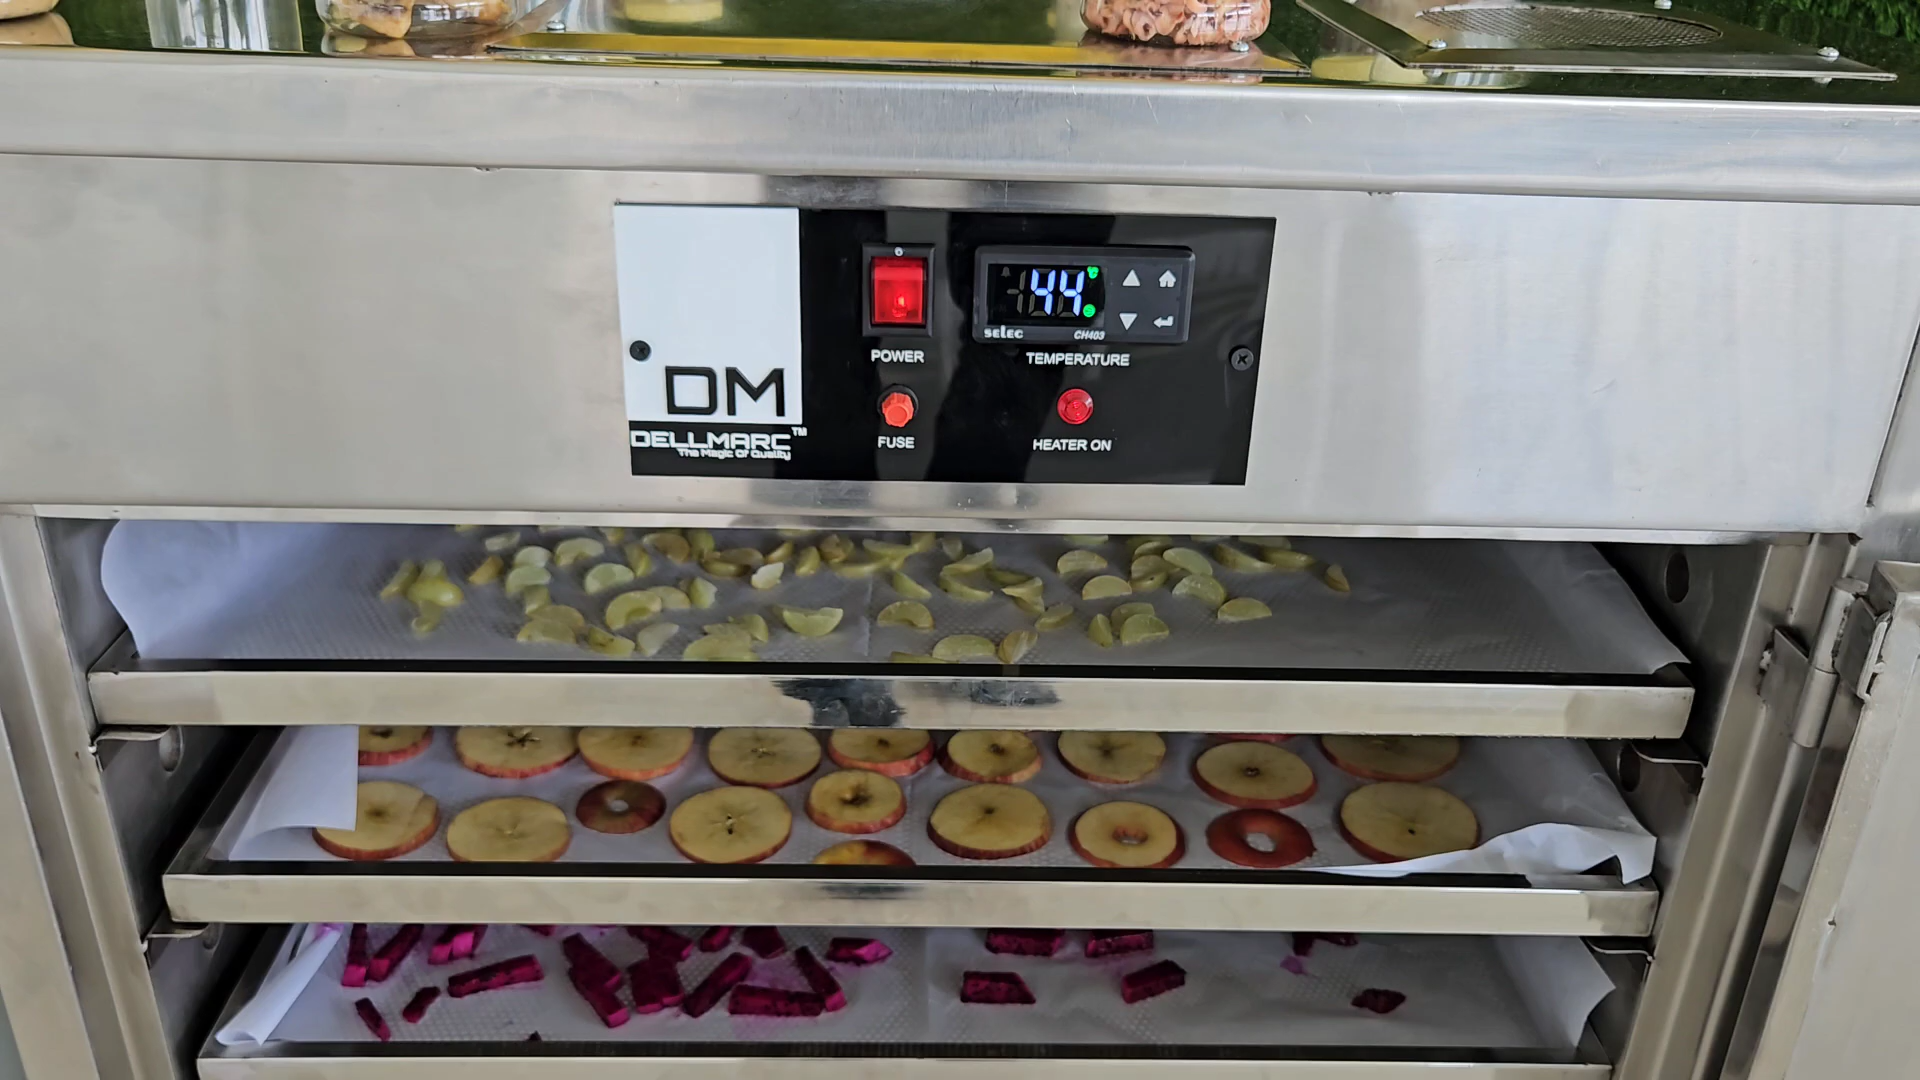 44
selec
CH403
POWER
TEMPERATURE
DM
DELLMARC™
The Magic Of Quality
FUSE
HEATER ON